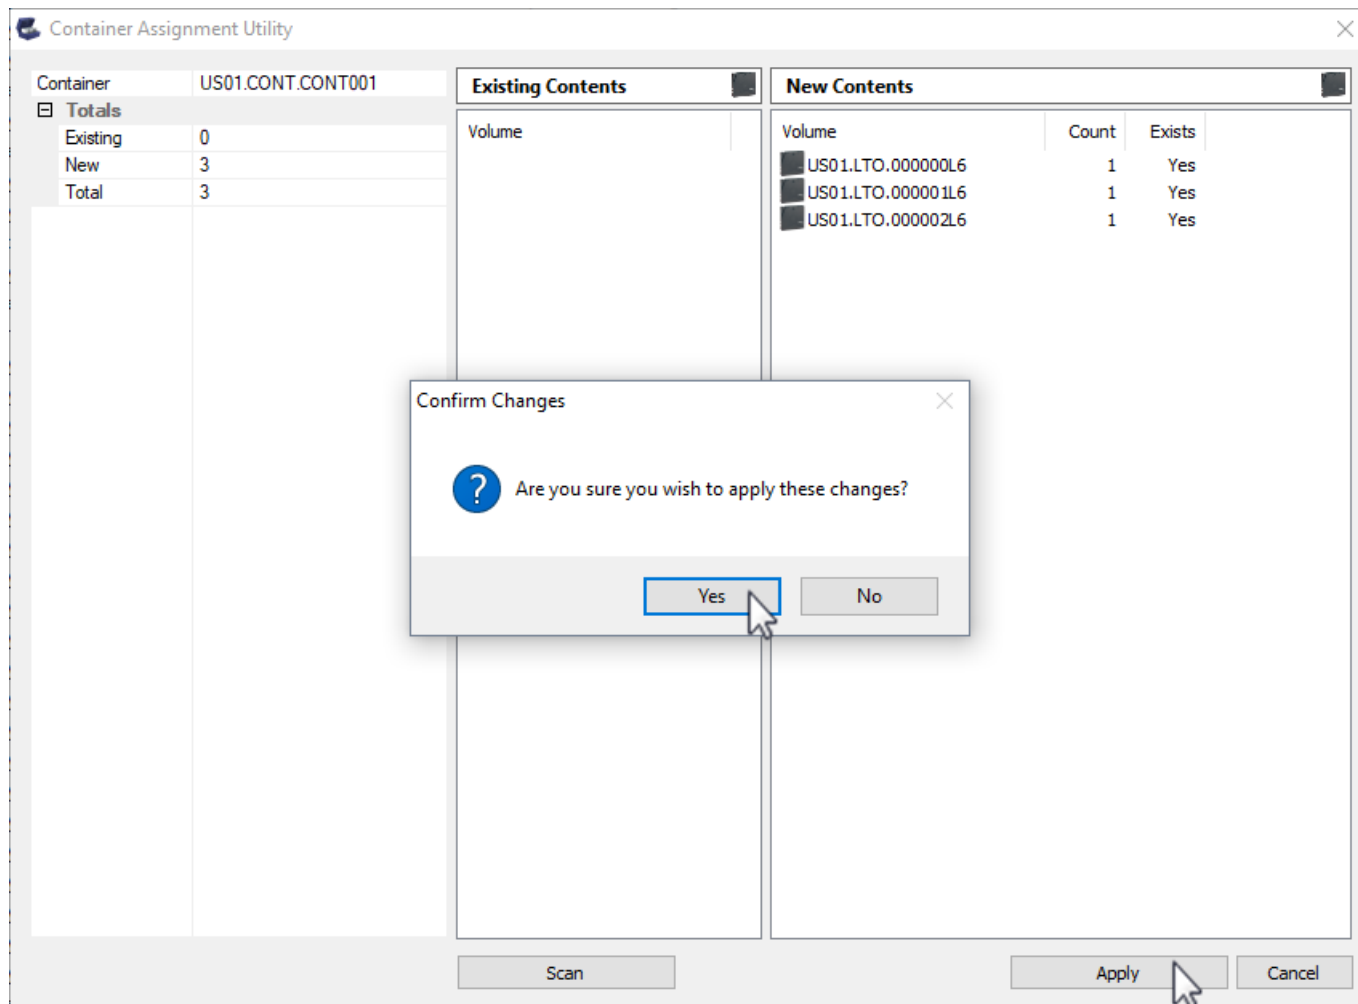 Container Assignment Utility
Container US01.CONT.CONT001
Totals
Existing 0
New 3
Total 3
Existing Contents
Volume
New Contents
Volume Count Exists
US01.LTO.000000L6 1 Yes
US01.LTO.000001L6 1 Yes
US01.LTO.000002L6 1 Yes
Confirm Changes
Are you sure you wish to apply these changes?
Yes No
Scan Apply Cancel